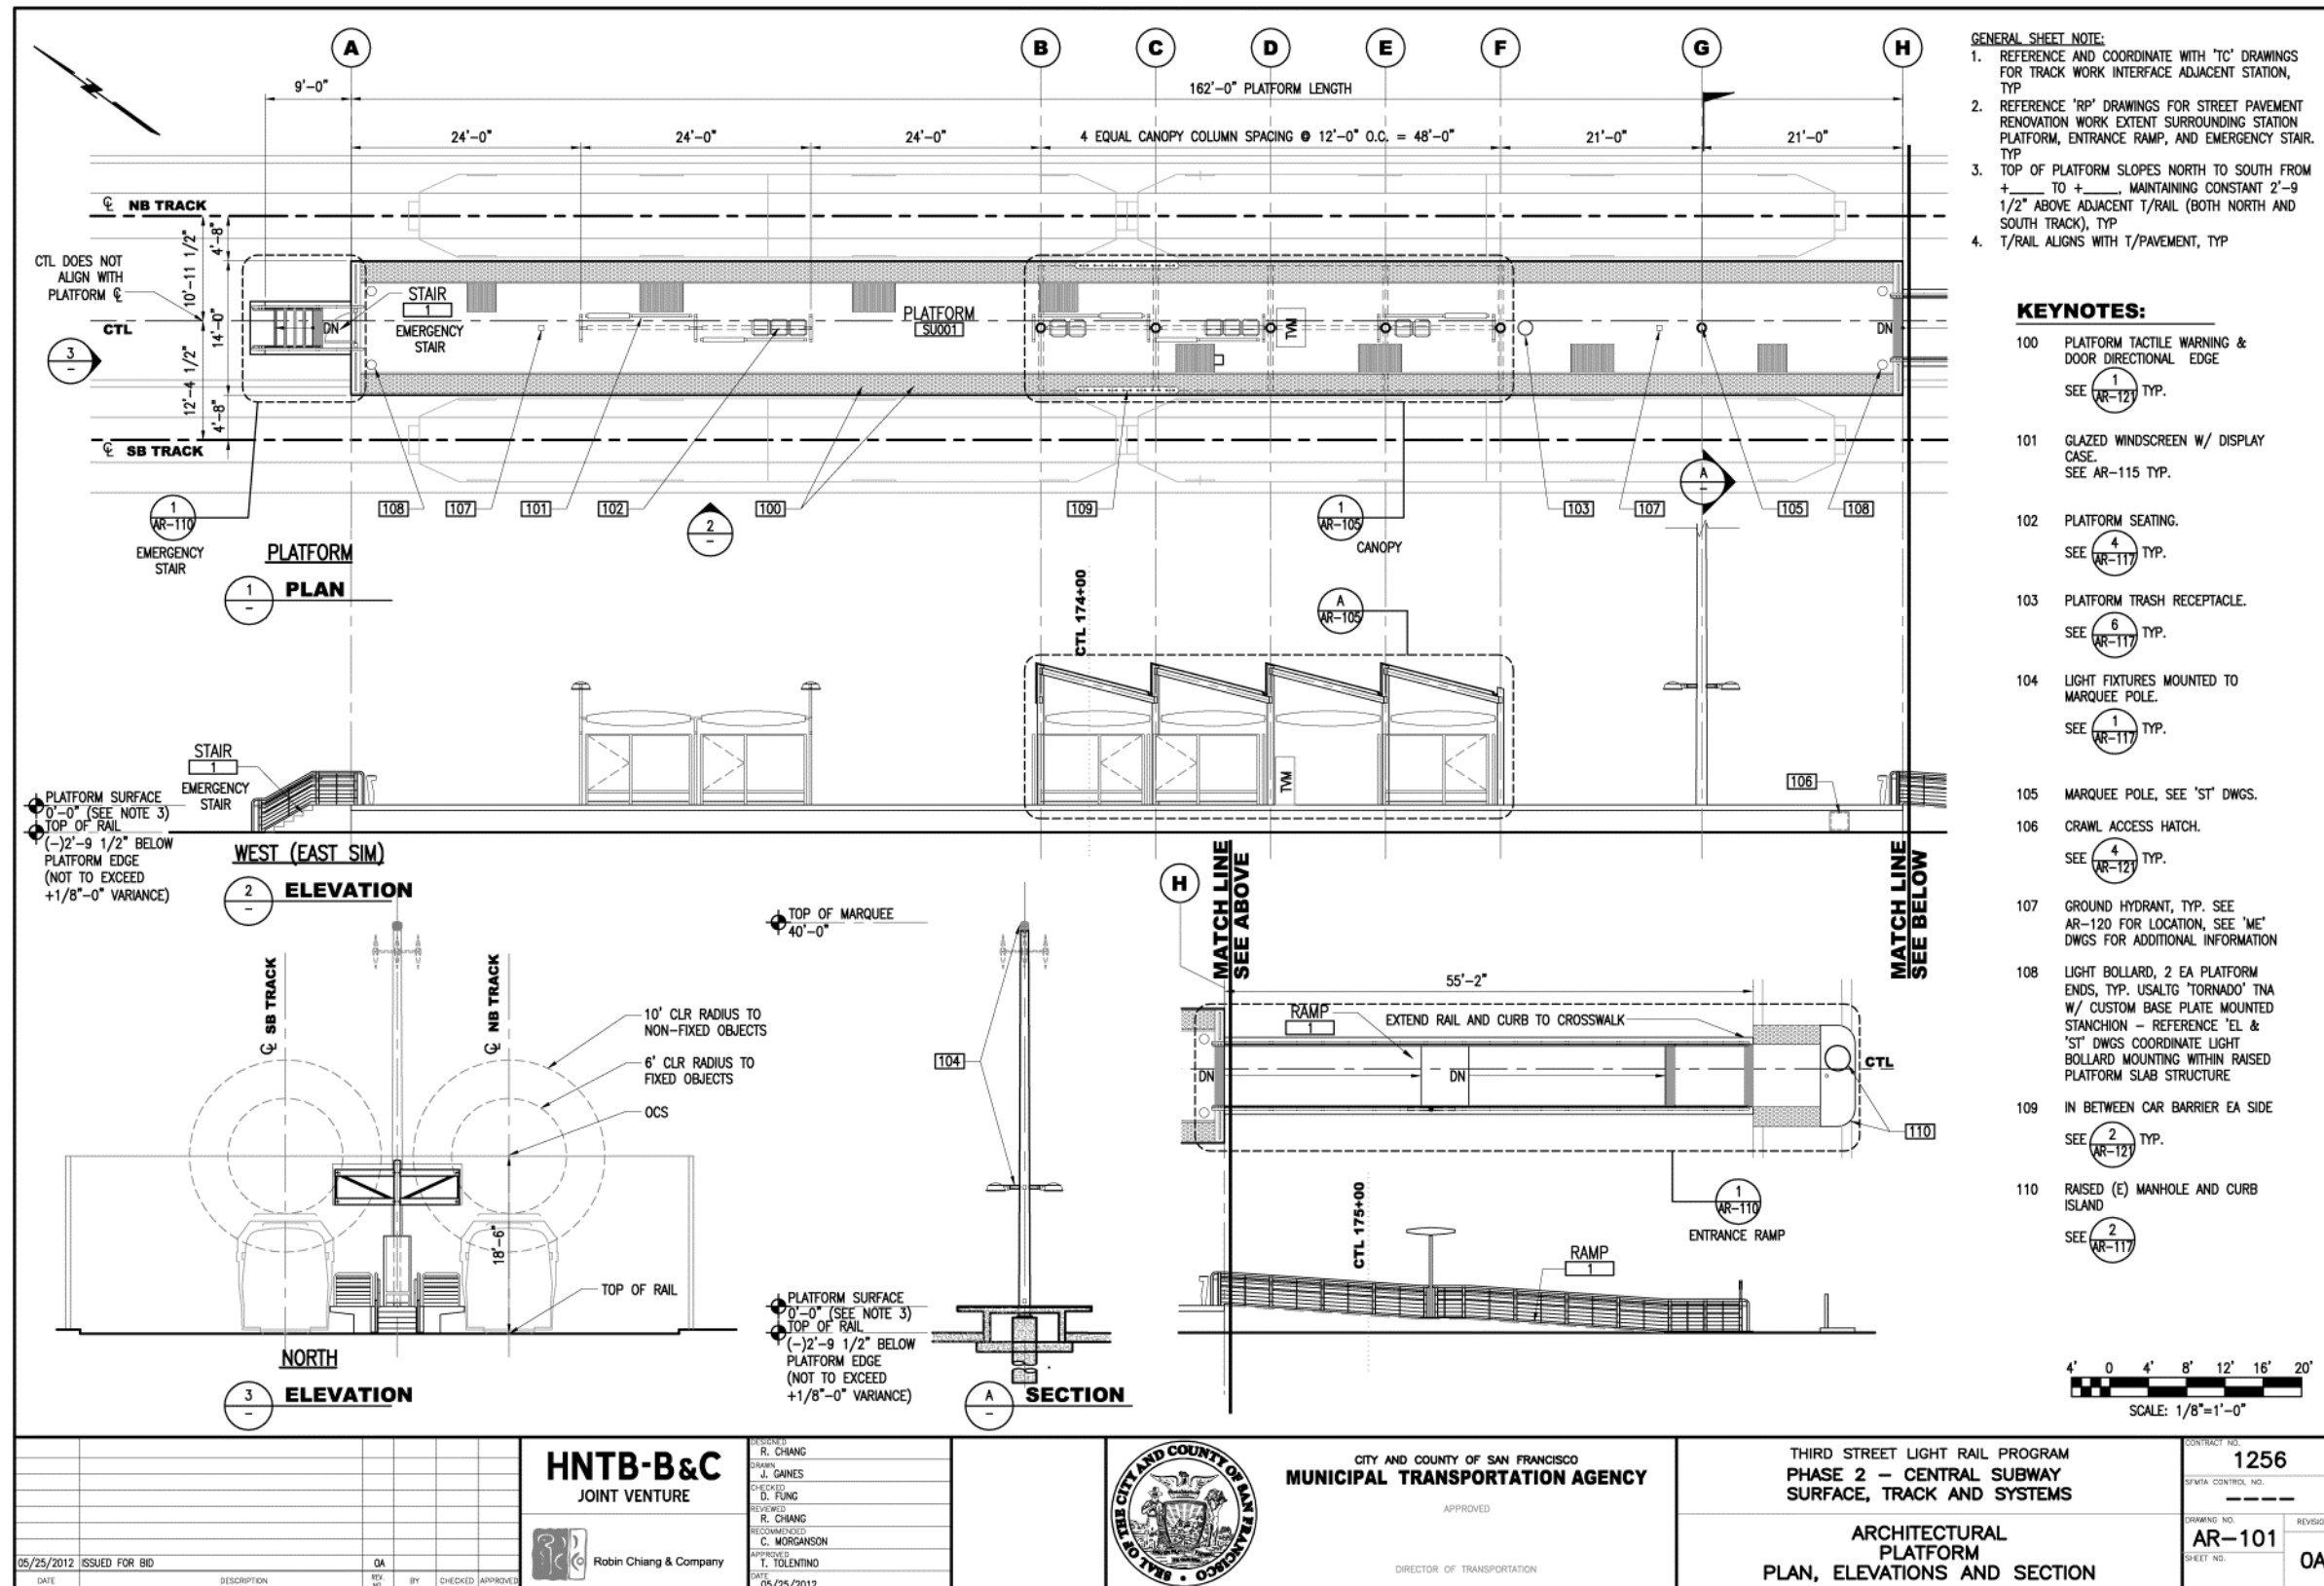 A
B
C
D
E
F
G
H
9'-0"
162'-0" PLATFORM LENGTH
24'-0"
24'-0"
24'-0"
4 EQUAL CANOPY COLUMN SPACING @ 12'-0" O.C. = 48'-0"
21'-0"
21'-0"
NB TRACK
CTL DOES NOT
ALIGN WITH
PLATFORM ℄
CTL
10'-11 1/2"
4'-8"
14'-0"
12'-4 1/2"
4'-8"
SB TRACK
DN
STAIR
1
EMERGENCY
STAIR
PLATFORM
SU001
TVM
DN
3
-
1
AR-110
EMERGENCY
STAIR
108
107
101
102
2
-
100
109
1
AR-105
CANOPY
103
107
A
-
105
108
PLATFORM
1
-
PLAN
CTL 174+00
A
AR-105
STAIR
1
EMERGENCY
STAIR
TVM
106
PLATFORM SURFACE
0'-0" (SEE NOTE 3)
TOP OF RAIL
(-)2'-9 1/2" BELOW
PLATFORM EDGE
(NOT TO EXCEED
+1/8"-0" VARIANCE)
WEST (EAST SIM)
2
-
ELEVATION
MATCH LINE
SEE ABOVE
MATCH LINE
SEE BELOW
SB TRACK
NB TRACK
10' CLR RADIUS TO
NON-FIXED OBJECTS
6' CLR RADIUS TO
FIXED OBJECTS
OCS
18'-6"
TOP OF RAIL
NORTH
3
-
ELEVATION
TOP OF MARQUEE
40'-0"
104
PLATFORM SURFACE
0'-0" (SEE NOTE 3)
TOP OF RAIL
(-)2'-9 1/2" BELOW
PLATFORM EDGE
(NOT TO EXCEED
+1/8"-0" VARIANCE)
A
-
SECTION
H
55'-2"
RAMP
1
EXTEND RAIL AND CURB TO CROSSWALK
DN
DN
CTL
110
1
AR-110
ENTRANCE RAMP
CTL 175+00
RAMP
1
GENERAL SHEET NOTE:
1. REFERENCE AND COORDINATE WITH 'TC' DRAWINGS
FOR TRACK WORK INTERFACE ADJACENT STATION,
TYP
2. REFERENCE 'RP' DRAWINGS FOR STREET PAVEMENT
RENOVATION WORK EXTENT SURROUNDING STATION
PLATFORM, ENTRANCE RAMP, AND EMERGENCY STAIR.
TYP
3. TOP OF PLATFORM SLOPES NORTH TO SOUTH FROM
+____ TO +____, MAINTAINING CONSTANT 2'-9
1/2" ABOVE ADJACENT T/RAIL (BOTH NORTH AND
SOUTH TRACK), TYP
4. T/RAIL ALIGNS WITH T/PAVEMENT, TYP
KEYNOTES:
100 PLATFORM TACTILE WARNING &
DOOR DIRECTIONAL EDGE
SEE 1 AR-121 TYP.
101 GLAZED WINDSCREEN W/ DISPLAY
CASE.
SEE AR-115 TYP.
102 PLATFORM SEATING.
SEE 4 AR-117 TYP.
103 PLATFORM TRASH RECEPTACLE.
SEE 6 AR-117 TYP.
104 LIGHT FIXTURES MOUNTED TO
MARQUEE POLE.
SEE 1 AR-117 TYP.
105 MARQUEE POLE, SEE 'ST' DWGS.
106 CRAWL ACCESS HATCH.
SEE 4 AR-121 TYP.
107 GROUND HYDRANT, TYP. SEE
AR-120 FOR LOCATION, SEE 'ME'
DWGS FOR ADDITIONAL INFORMATION
108 LIGHT BOLLARD, 2 EA PLATFORM
ENDS, TYP. USALTG 'TORNADO' TNA
W/ CUSTOM BASE PLATE MOUNTED
STANCHION - REFERENCE 'EL &
'ST' DWGS COORDINATE LIGHT
BOLLARD MOUNTING WITHIN RAISED
PLATFORM SLAB STRUCTURE
109 IN BETWEEN CAR BARRIER EA SIDE
SEE 2 AR-121 TYP.
110 RAISED (E) MANHOLE AND CURB
ISLAND
SEE 2 AR-117
4' 0 4' 8' 12' 16' 20'
SCALE: 1/8"=1'-0"
05/25/2012 ISSUED FOR BID 0A
DATE DESCRIPTION REV. NO. BY CHECKED APPROVED
HNTB-B&C
JOINT VENTURE
Robin Chiang & Company
DESIGNED
R. CHIANG
DRAWN
J. GAINES
CHECKED
D. FUNG
REVIEWED
R. CHIANG
RECOMMENDED
C. MORGANSON
APPROVED
T. TOLENTINO
DATE
05/25/2012
SEAL OF THE CITY AND COUNTY OF SAN FRANCISCO
CITY AND COUNTY OF SAN FRANCISCO
MUNICIPAL TRANSPORTATION AGENCY
APPROVED
DIRECTOR OF TRANSPORTATION
THIRD STREET LIGHT RAIL PROGRAM
PHASE 2 - CENTRAL SUBWAY
SURFACE, TRACK AND SYSTEMS
ARCHITECTURAL
PLATFORM
PLAN, ELEVATIONS AND SECTION
CONTRACT NO.
1256
SFMTA CONTROL NO.
----
DRAWING NO.
AR-101
SHEET NO.
REVISIO
0A